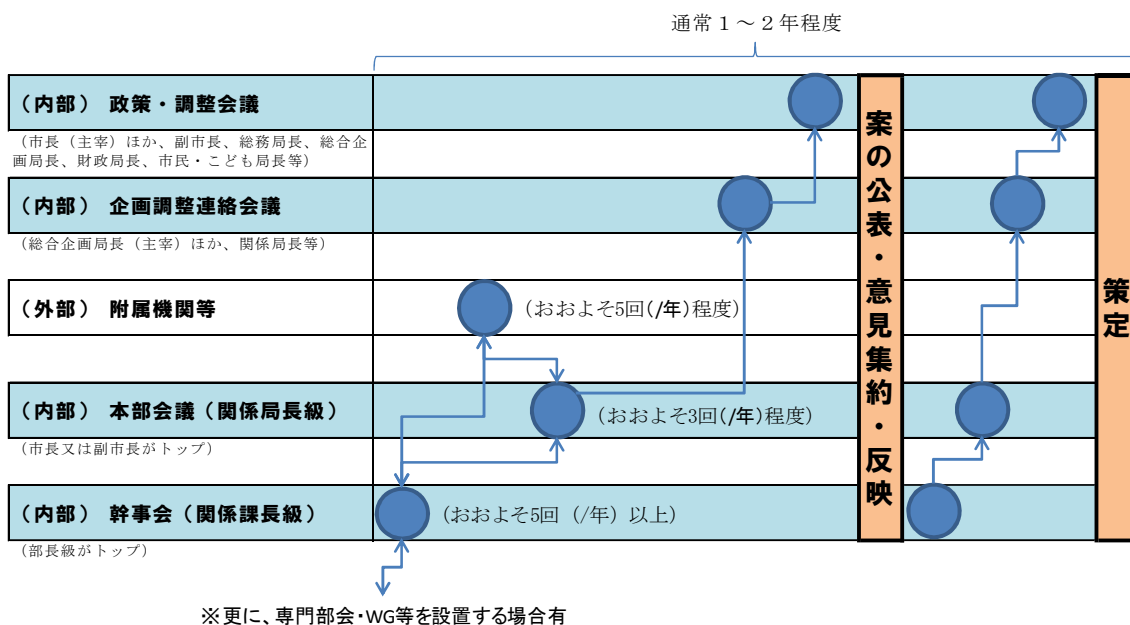 通常１～２年程度
（内部） 政策・調整会議
（市長（主宰）ほか、副市長、総務局長、総合企
画局長、財政局長、市民・こども局長等）
（内部） 企画調整連絡会議
（総合企画局長（主宰）ほか、関係局長等）
（外部） 附属機関等
（おおよそ5回(/年)程度）
（内部） 本部会議（関係局長級）
（おおよそ3回(/年)程度）
（市長又は副市長がトップ）
（内部） 幹事会（関係課長級）
（おおよそ5回（/年）以上）
（部長級がトップ）
案の公表・意見集約・反映
策定
※更に、専門部会・WG等を設置する場合有